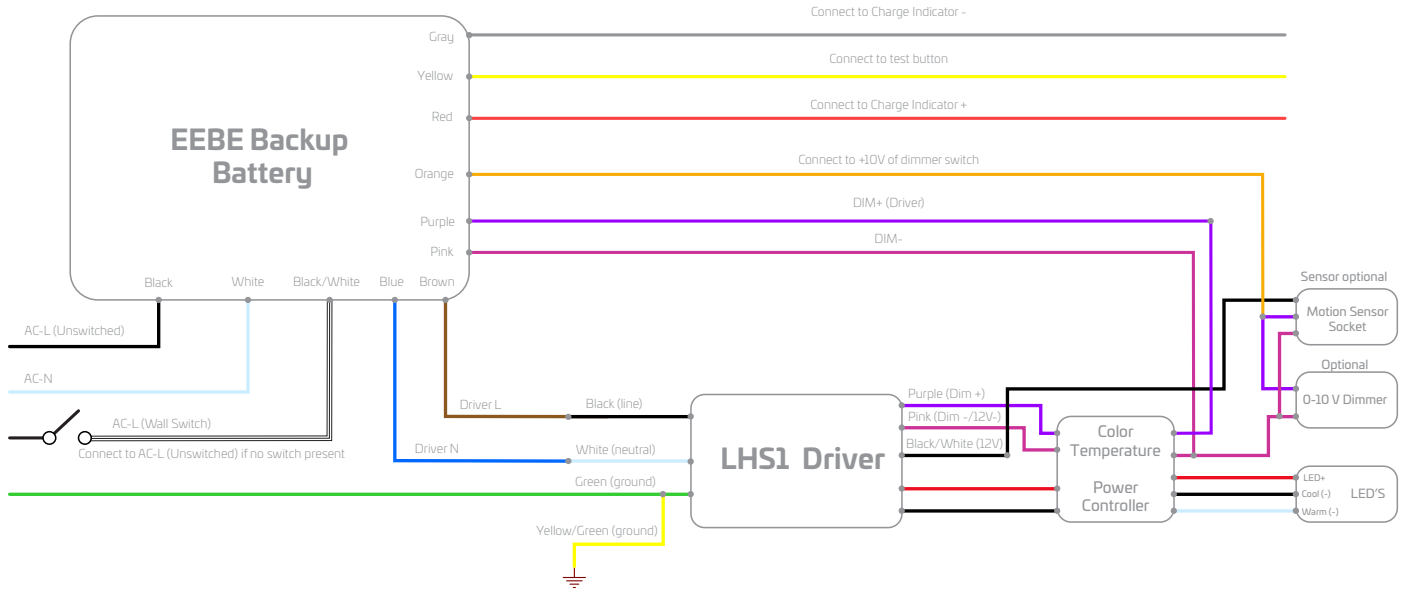 Connect to Charge Indicator -
Gray
Connect to test button
Yellow
Connect to Charge Indicator +
Red
EEBE Backup
Battery
Connect to +10V of dimmer switch
Orange
DIM+ (Driver)
Purple
DIM-
Pink
Black
White
Black/White
Blue
Brown
Sensor optional
Motion Sensor
Socket
AC-L (Unswitched)
AC-N
Optional
0-10 V Dimmer
AC-L (Wall Switch)
Connect to AC-L (Unswitched) if no switch present
Driver L
Black (line)
Driver N
White (neutral)
Green (ground)
Yellow/Green (ground)
LHS1 Driver
Purple (Dim +)
Pink (Dim -/12V-)
Black/White (12V)
Color
Temperature
Power
Controller
LED+
Cool (-)
Warm (-)
LED'S